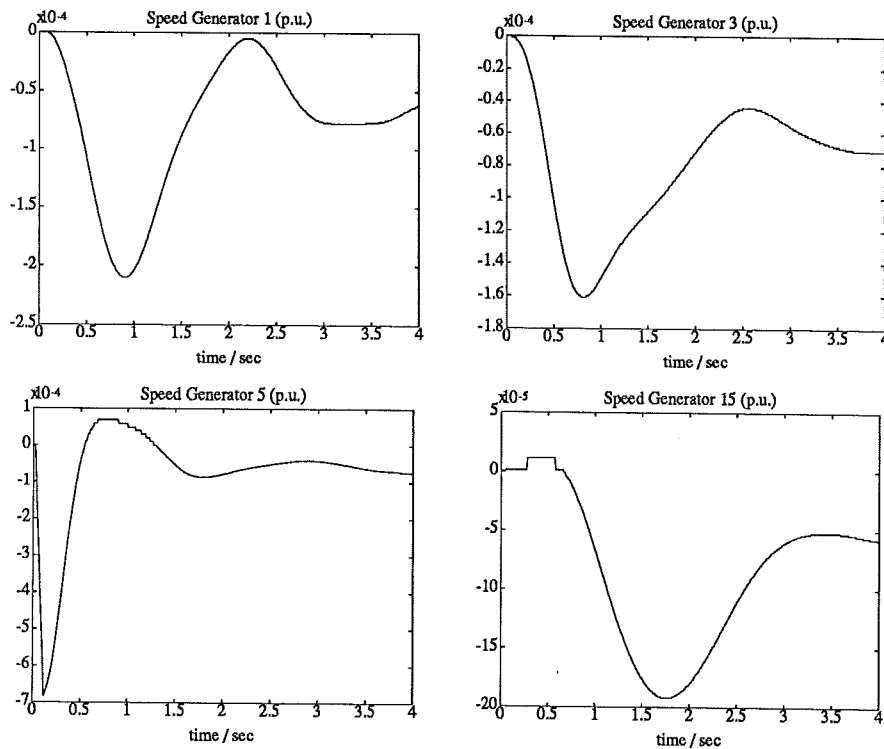 x10-4
Speed Generator 1 (p.u.)
0
-0.5
-1
-1.5
-2
-2.5
0 0.5 1 1.5 2 2.5 3 3.5 4
time / sec
x10-4
Speed Generator 3 (p.u.)
0
-0.2
-0.4
-0.6
-0.8
-1
-1.2
-1.4
-1.6
-1.8
0 0.5 1 1.5 2 2.5 3 3.5 4
time / sec
x10-4
Speed Generator 5 (p.u.)
1
0
-1
-2
-3
-4
-5
-6
-7
0 0.5 1 1.5 2 2.5 3 3.5 4
time / sec
x10-5
Speed Generator 15 (p.u.)
5
0
-5
-10
-15
-20
0 0.5 1 1.5 2 2.5 3 3.5 4
time / sec